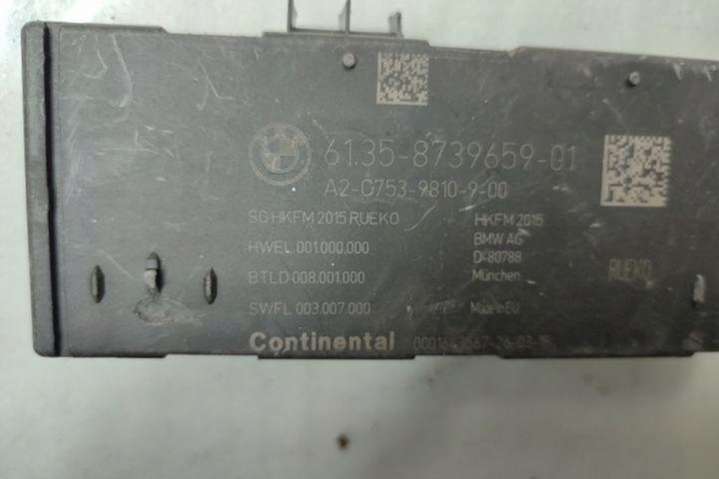 61.35-8739659-01
A2-C753-9810-9-00
SG HKFM 2015 RUEKO
HWEL 001.000.000
BTLD 008.001.000
SWFL 003.007.000
HKFM 2015
BMW AG
D-80788
München
Made in EU
RUEKO
Continental